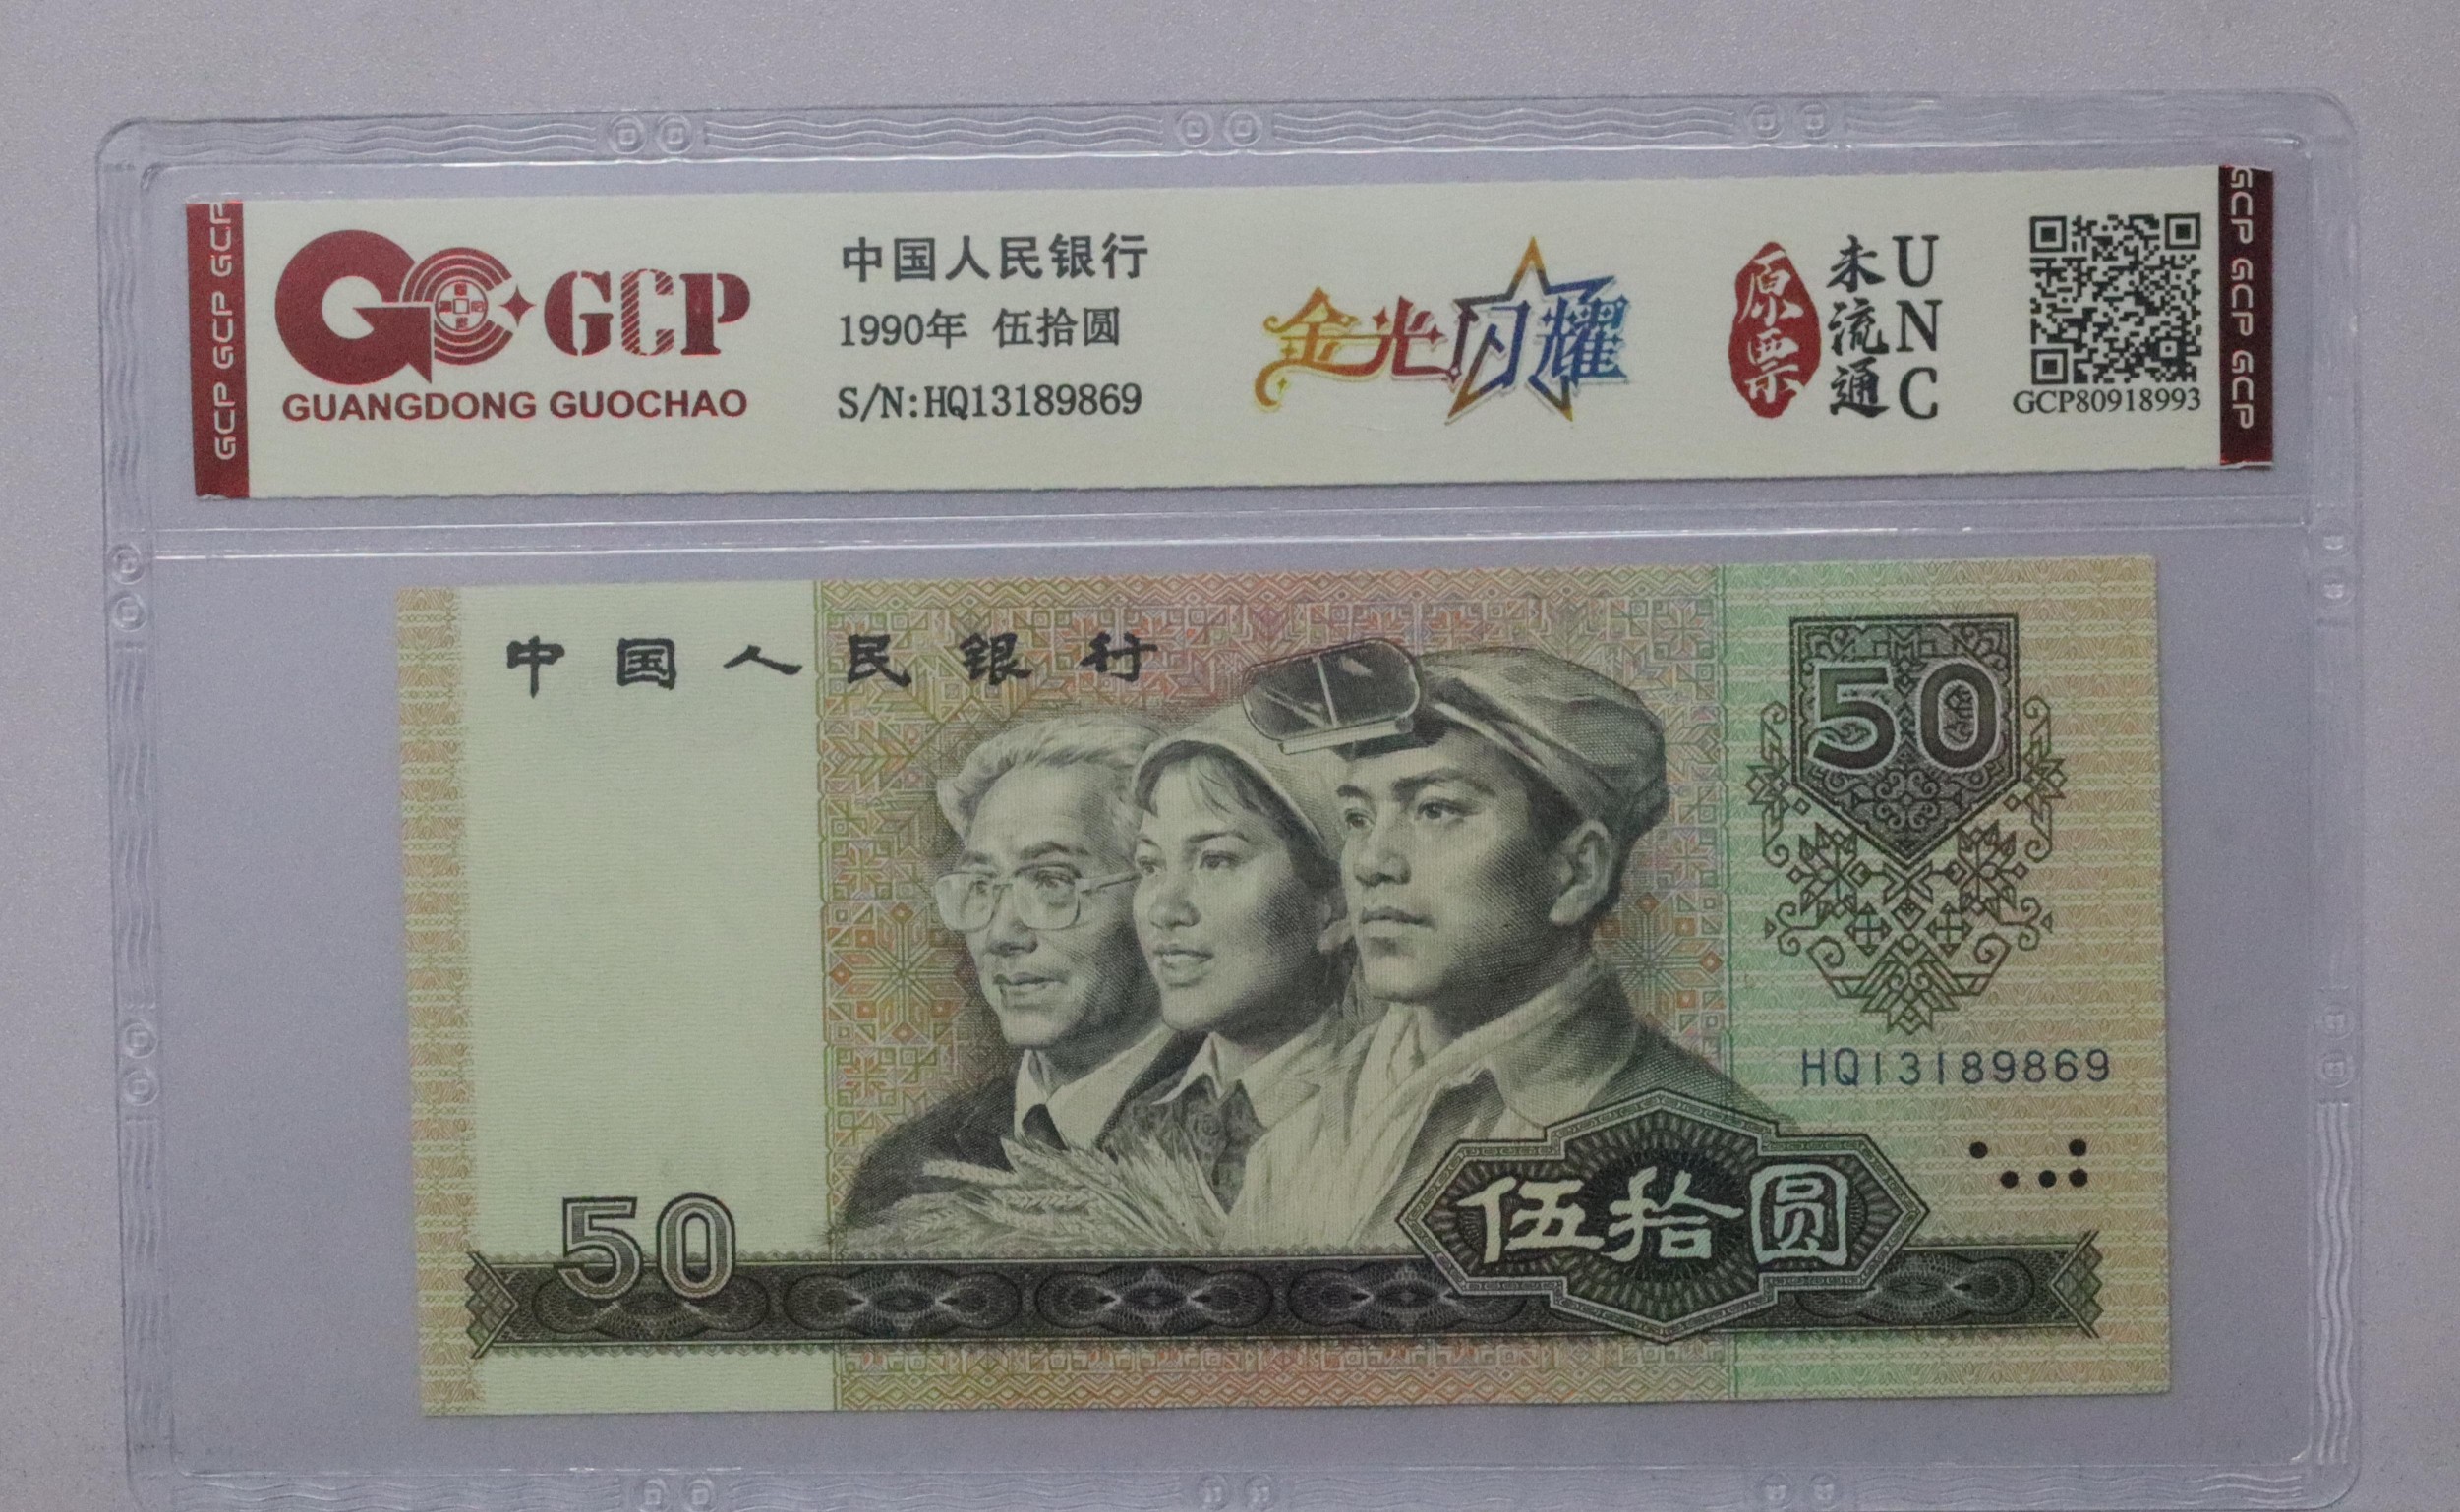 GCP GCP GCP
GCP
GUANGDONG GUOCHAO
中国人民银行
1990年 伍拾圆
S/N:HQ13189869
金光闪耀
原票
未流通
UNC
GCP80918993
GCP GCP GCP
中国人民银行
50
HQ13189869
50
伍拾圆